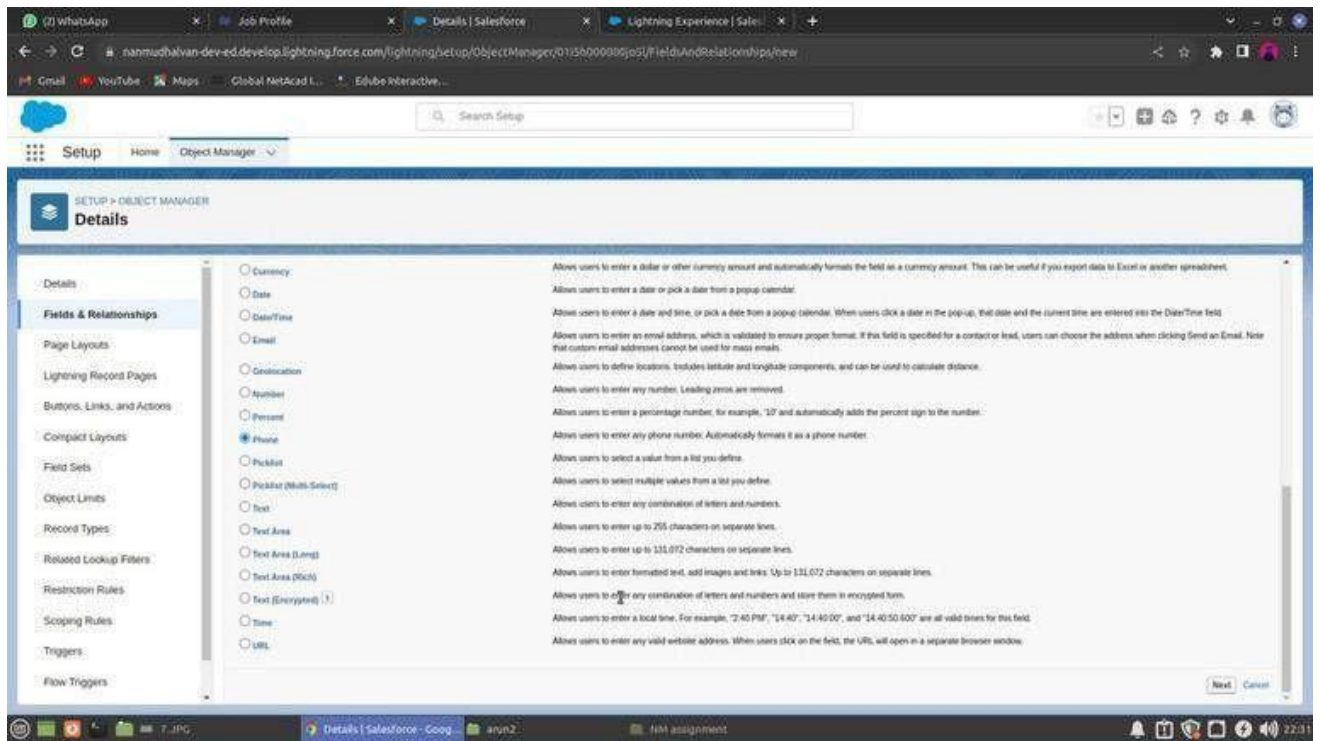 (2) WhatsApp
Job Profile
Details | Salesforce
Lightning Experience | Sales
nanmudhalvan-dev-ed.develop.lightning.force.com/lightning/setup/ObjectManager/
/FieldsAndRelationships/new
Gmail YouTube Maps Global NetAcad L... Edube Interactive...
Search Setup
Setup Home Object Manager
SETUP > OBJECT MANAGER
Details
Details
Fields & Relationships
Page Layouts
Lightning Record Pages
Buttons, Links, and Actions
Compact Layouts
Field Sets
Object Limits
Record Types
Related Lookup Filters
Restriction Rules
Scoping Rules
Triggers
Flow Triggers
Currency Allows users to enter a dollar or other currency amount and automatically formats the field as a currency amount. This can be useful if you export data to Excel or another spreadsheet.
Date Allows users to enter a date or pick a date from a popup calendar.
Date/Time Allows users to enter a date and time, or pick a date from a popup calendar. When users click a date in the pop-up, that date and the current time are entered into the Date/Time field.
Email Allows users to enter an email address, which is validated to ensure proper format. If this field is specified for a contact or lead, users can choose the address when clicking Send an Email. Note
that custom email addresses cannot be used for mass emails.
Geolocation Allows users to define locations. Includes latitude and longitude components, and can be used to calculate distance.
Number Allows users to enter any number. Leading zeros are removed.
Percent Allows users to enter a percentage number, for example, '10' and automatically adds the percent sign to the number.
Phone Allows users to enter any phone number. Automatically formats it as a phone number.
Picklist Allows users to select a value from a list you define.
Picklist (Multi-Select) Allows users to select multiple values from a list you define.
Text Allows users to enter any combination of letters and numbers.
Text Area Allows users to enter up to 255 characters on separate lines.
Text Area (Long) Allows users to enter up to 131,072 characters on separate lines.
Text Area (Rich) Allows users to enter formatted text, add images and links. Up to 131,072 characters on separate lines.
Text (Encrypted) Allows users to enter any combination of letters and numbers and store them in encrypted form.
Time Allows users to enter a local time. For example, "2:40 PM", "14:40", "14:40:00", and "14:40:50.600" are all valid times for this field.
URL Allows users to enter any valid website address. When users click on the field, the URL will open in a separate browser window.
Next Cancel
7.JPG Details | Salesforce - Goog... arun2 NM assignment 22:31